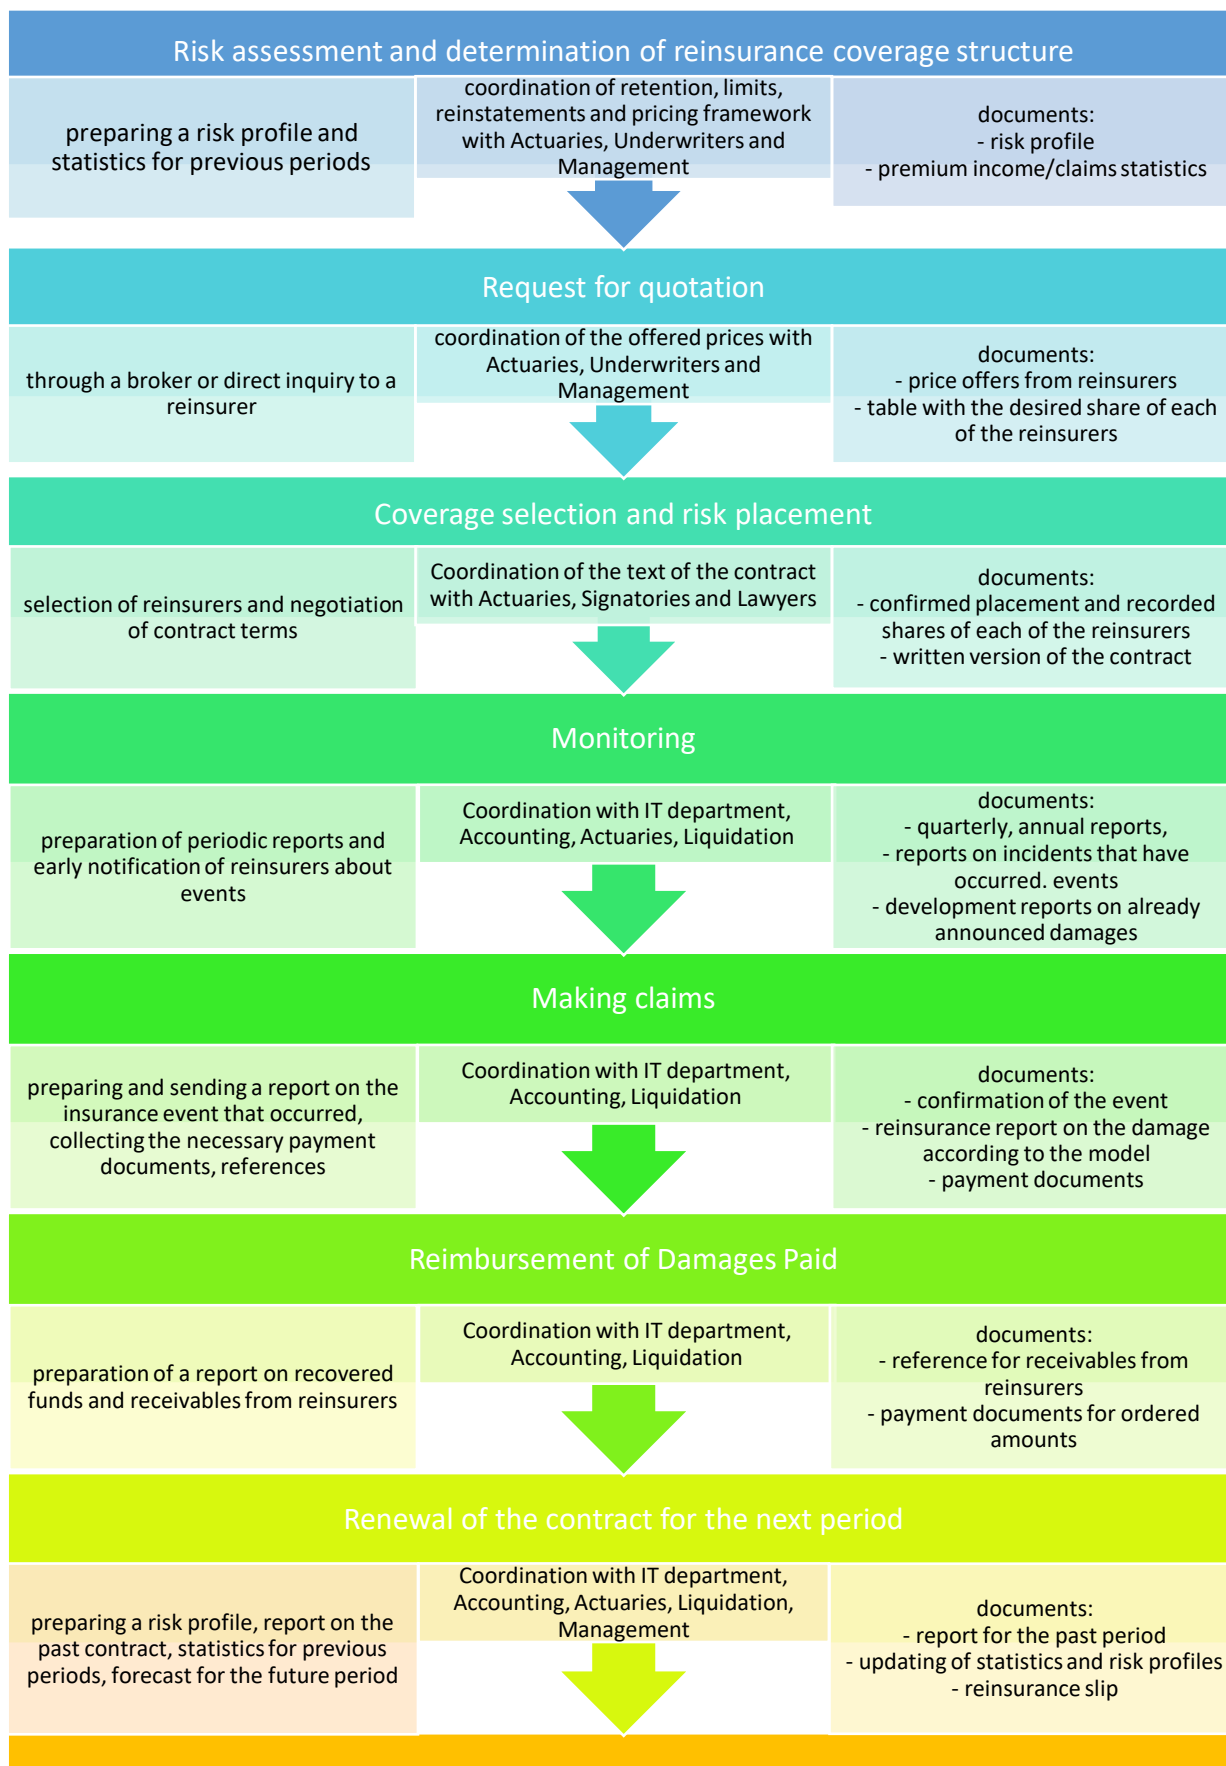 Risk assessment and determination of reinsurance coverage structure
preparing a risk profile and
statistics for previous periods
coordination of retention, limits,
reinstatements and pricing framework
with Actuaries, Underwriters and
Management
documents:
- risk profile
- premium income/claims statistics
Request for quotation
through a broker or direct inquiry to a
reinsurer
coordination of the offered prices with
Actuaries, Underwriters and
Management
documents:
- price offers from reinsurers
- table with the desired share of each
of the reinsurers
Coverage selection and risk placement
selection of reinsurers and negotiation
of contract terms
Coordination of the text of the contract
with Actuaries, Signatories and Lawyers
documents:
- confirmed placement and recorded
shares of each of the reinsurers
- written version of the contract
Monitoring
preparation of periodic reports and
early notification of reinsurers about
events
Coordination with IT department,
Accounting, Actuaries, Liquidation
documents:
- quarterly, annual reports,
- reports on incidents that have
occurred. events
- development reports on already
announced damages
Making claims
preparing and sending a report on the
insurance event that occurred,
collecting the necessary payment
documents, references
Coordination with IT department,
Accounting, Liquidation
documents:
- confirmation of the event
- reinsurance report on the damage
according to the model
- payment documents
Reimbursement of Damages Paid
preparation of a report on recovered
funds and receivables from reinsurers
Coordination with IT department,
Accounting, Liquidation
documents:
- reference for receivables from
reinsurers
- payment documents for ordered
amounts
Renewal of the contract for the next period
preparing a risk profile, report on the
past contract, statistics for previous
periods, forecast for the future period
Coordination with IT department,
Accounting, Actuaries, Liquidation,
Management
documents:
- report for the past period
- updating of statistics and risk profiles
- reinsurance slip